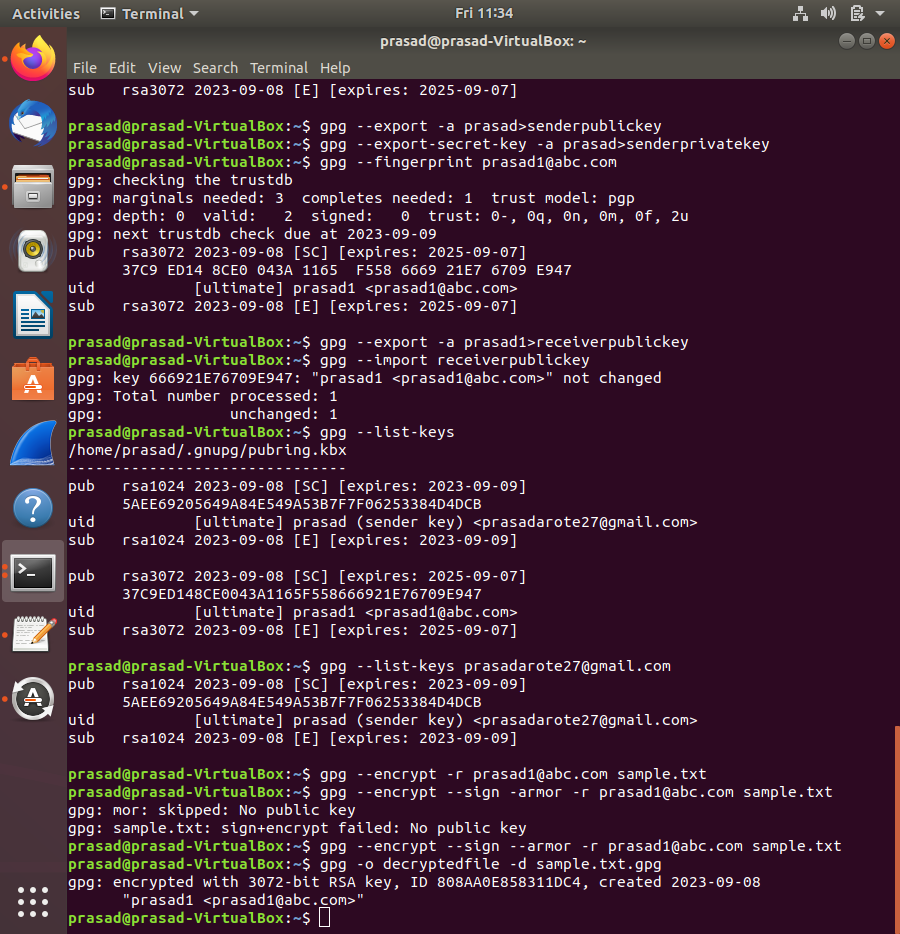 Activities Terminal Fri 11:34
prasad@prasad-VirtualBox: ~
File Edit View Search Terminal Help
sub   rsa3072 2023-09-08 [E] [expires: 2025-09-07]
prasad@prasad-VirtualBox:~$ gpg --export -a prasad>senderpublickey
prasad@prasad-VirtualBox:~$ gpg --export-secret-key -a prasad>senderprivatekey
prasad@prasad-VirtualBox:~$ gpg --fingerprint prasad1@abc.com
gpg: checking the trustdb
gpg: marginals needed: 3  completes needed: 1  trust model: pgp
gpg: depth: 0  valid:   2  signed:   0  trust: 0-, 0q, 0n, 0m, 0f, 2u
gpg: next trustdb check due at 2023-09-09
pub   rsa3072 2023-09-08 [SC] [expires: 2025-09-07]
      37C9 ED14 8CE0 043A 1165  F558 6669 21E7 6709 E947
uid           [ultimate] prasad1 <prasad1@abc.com>
sub   rsa3072 2023-09-08 [E] [expires: 2025-09-07]
prasad@prasad-VirtualBox:~$ gpg --export -a prasad1>receiverpublickey
prasad@prasad-VirtualBox:~$ gpg --import receiverpublickey
gpg: key 666921E76709E947: "prasad1 <prasad1@abc.com>" not changed
gpg: Total number processed: 1
gpg:              unchanged: 1
prasad@prasad-VirtualBox:~$ gpg --list-keys
/home/prasad/.gnupg/pubring.kbx
-------------------------------
pub   rsa1024 2023-09-08 [SC] [expires: 2023-09-09]
      5AEE69205649A84E549A53B7F7F06253384D4DCB
uid           [ultimate] prasad (sender key) <prasadarote27@gmail.com>
sub   rsa1024 2023-09-08 [E] [expires: 2023-09-09]
pub   rsa3072 2023-09-08 [SC] [expires: 2025-09-07]
      37C9ED148CE0043A1165F558666921E76709E947
uid           [ultimate] prasad1 <prasad1@abc.com>
sub   rsa3072 2023-09-08 [E] [expires: 2025-09-07]
prasad@prasad-VirtualBox:~$ gpg --list-keys prasadarote27@gmail.com
pub   rsa1024 2023-09-08 [SC] [expires: 2023-09-09]
      5AEE69205649A84E549A53B7F7F06253384D4DCB
uid           [ultimate] prasad (sender key) <prasadarote27@gmail.com>
sub   rsa1024 2023-09-08 [E] [expires: 2023-09-09]
prasad@prasad-VirtualBox:~$ gpg --encrypt -r prasad1@abc.com sample.txt
prasad@prasad-VirtualBox:~$ gpg --encrypt --sign -armor -r prasad1@abc.com sample.txt
gpg: mor: skipped: No public key
gpg: sample.txt: sign+encrypt failed: No public key
prasad@prasad-VirtualBox:~$ gpg --encrypt --sign --armor -r prasad1@abc.com sample.txt
prasad@prasad-VirtualBox:~$ gpg -o decryptedfile -d sample.txt.gpg
gpg: encrypted with 3072-bit RSA key, ID 808AA0E858311DC4, created 2023-09-08
      "prasad1 <prasad1@abc.com>"
prasad@prasad-VirtualBox:~$